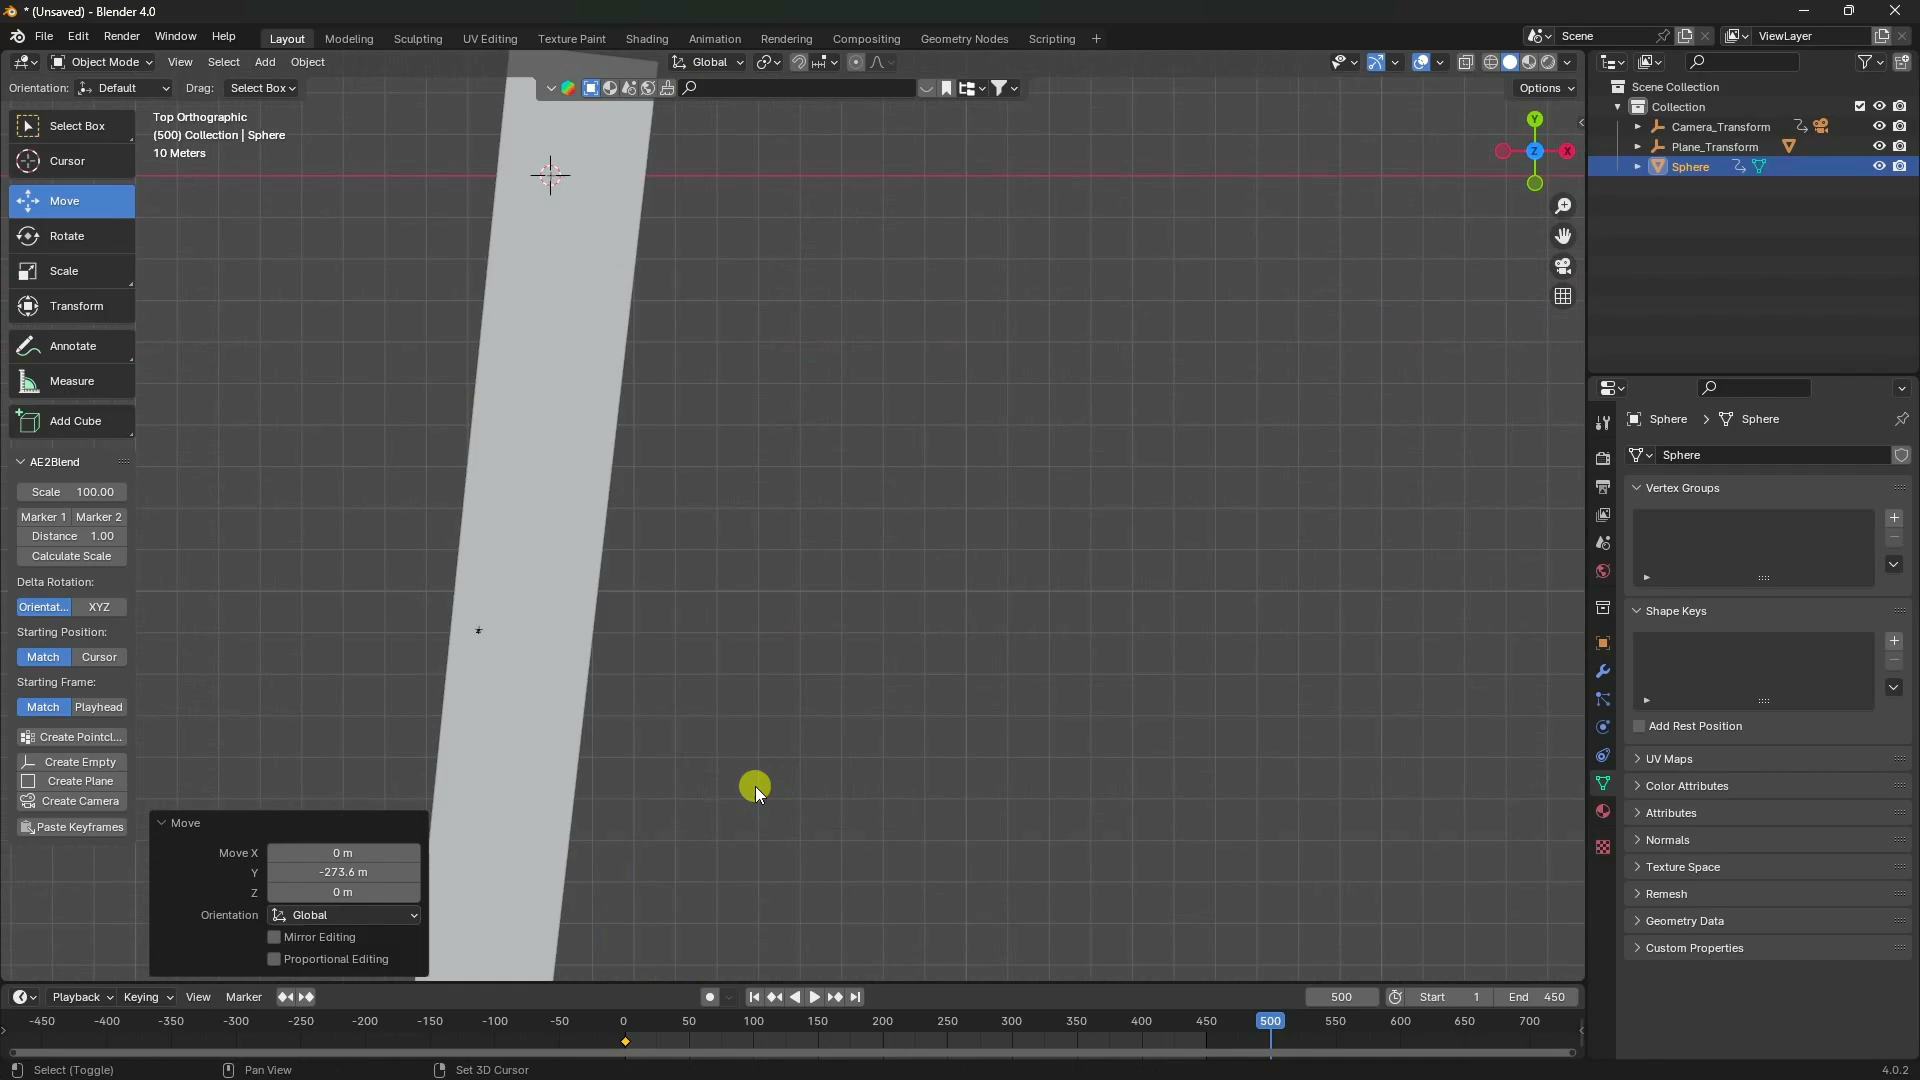 * (Unsaved) - Blender 4.0
File Edit Render Window Help
Layout Modeling Sculpting UV Editing Texture Paint Shading Animation Rendering Compositing Geometry Nodes Scripting +
Scene
ViewLayer
Object Mode View Select Add Object
Global
Orientation: Default Drag: Select Box
Options
Select Box
Cursor
Move
Rotate
Scale
Transform
Annotate
Measure
Add Cube
AE2Blend
Scale 100.00
Marker 1 Marker 2
Distance 1.00
Calculate Scale
Delta Rotation:
Orientat... XYZ
Starting Position:
Match Cursor
Starting Frame:
Match Playhead
Create Pointcl...
Create Empty
Create Plane
Create Camera
Paste Keyframes
Top Orthographic
(500) Collection | Sphere
10 Meters
Y
X
Z
Move
Move X 0 m
Y -273.6 m
Z 0 m
Orientation Global
Mirror Editing
Proportional Editing
Scene Collection
Collection
Camera_Transform
Plane_Transform
Sphere
Sphere > Sphere
Sphere
Vertex Groups
Shape Keys
Add Rest Position
UV Maps
Color Attributes
Attributes
Normals
Texture Space
Remesh
Geometry Data
Custom Properties
Playback Keying View Marker
500 Start 1 End 450
-450 -400 -350 -300 -250 -200 -150 -100 -50 0 50 100 150 200 250 300 350 400 450 500 550 600 650 700
Select (Toggle) Pan View Set 3D Cursor
4.0.2